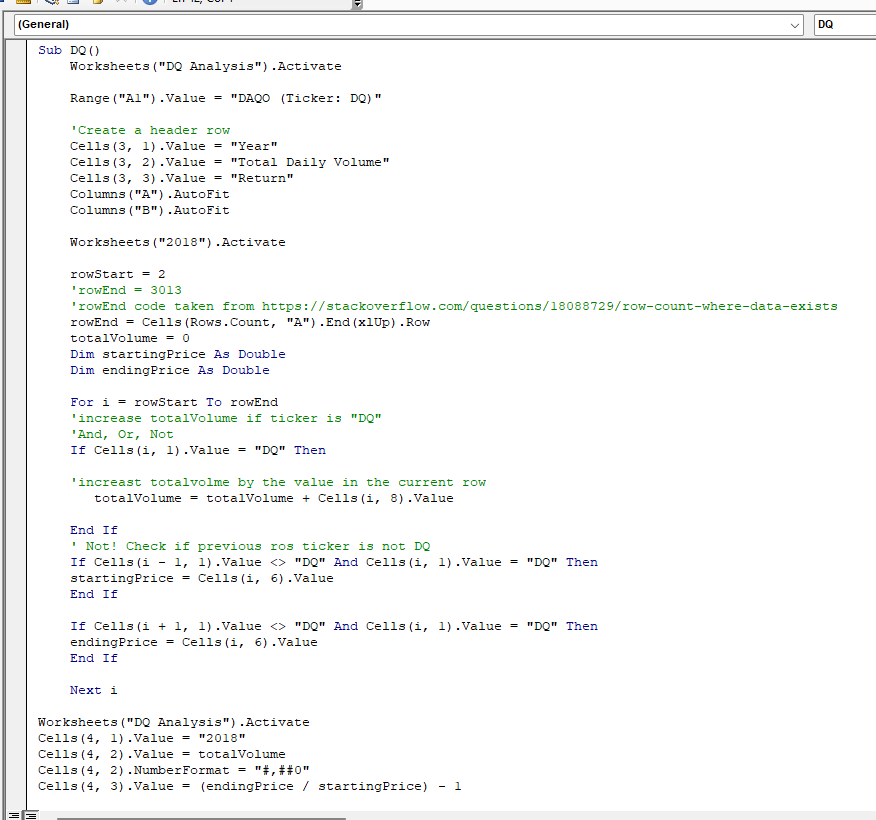 (General)
DQ
Sub DQ()
Worksheets("DQ Analysis").Activate
Range("A1").Value = "DAQO (Ticker: DQ)"
'Create a header row
Cells(3, 1).Value = "Year"
Cells(3, 2).Value = "Total Daily Volume"
Cells(3, 3).Value = "Return"
Columns("A").AutoFit
Columns("B").AutoFit
Worksheets("2018").Activate
rowStart = 2
'rowEnd = 3013
'rowEnd code taken from https://stackoverflow.com/questions/18088729/row-count-where-data-exists
rowEnd = Cells(Rows.Count, "A").End(xlUp).Row
totalVolume = 0
Dim startingPrice As Double
Dim endingPrice As Double
For i = rowStart To rowEnd
'increase totalVolume if ticker is "DQ"
'And, Or, Not
If Cells(i, 1).Value = "DQ" Then
'increast totalvolme by the value in the current row
totalVolume = totalVolume + Cells(i, 8).Value
End If
' Not! Check if previous ros ticker is not DQ
If Cells(i - 1, 1).Value <> "DQ" And Cells(i, 1).Value = "DQ" Then
startingPrice = Cells(i, 6).Value
End If
If Cells(i + 1, 1).Value <> "DQ" And Cells(i, 1).Value = "DQ" Then
endingPrice = Cells(i, 6).Value
End If
Next i
Worksheets("DQ Analysis").Activate
Cells(4, 1).Value = "2018"
Cells(4, 2).Value = totalVolume
Cells(4, 2).NumberFormat = "#,##0"
Cells(4, 3).Value = (endingPrice / startingPrice) - 1